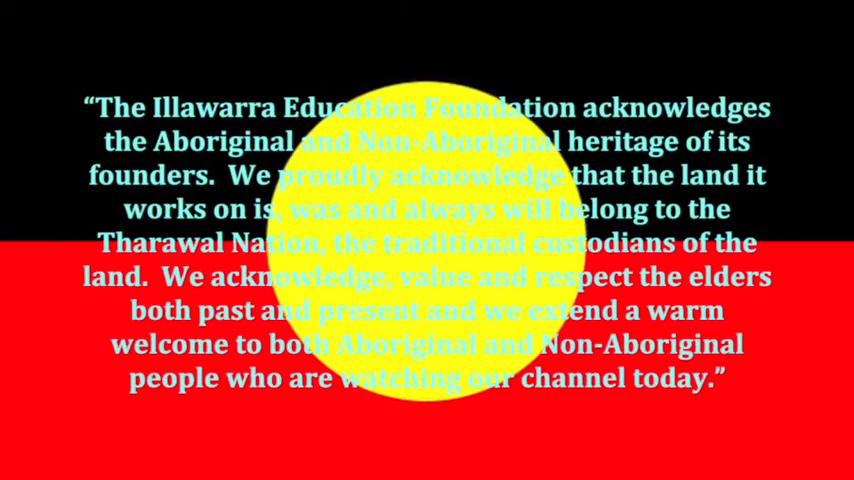 “The Illawarra Education Foundation acknowledges
the Aboriginal and Non-Aboriginal heritage of its
founders.  We proudly acknowledge that the land it
works on is, was and always will belong to the
Tharawal Nation, the traditional custodians of the
land.  We acknowledge, value and respect the elders
both past and present and we extend a warm
welcome to both Aboriginal and Non-Aboriginal
people who are watching our channel today.”